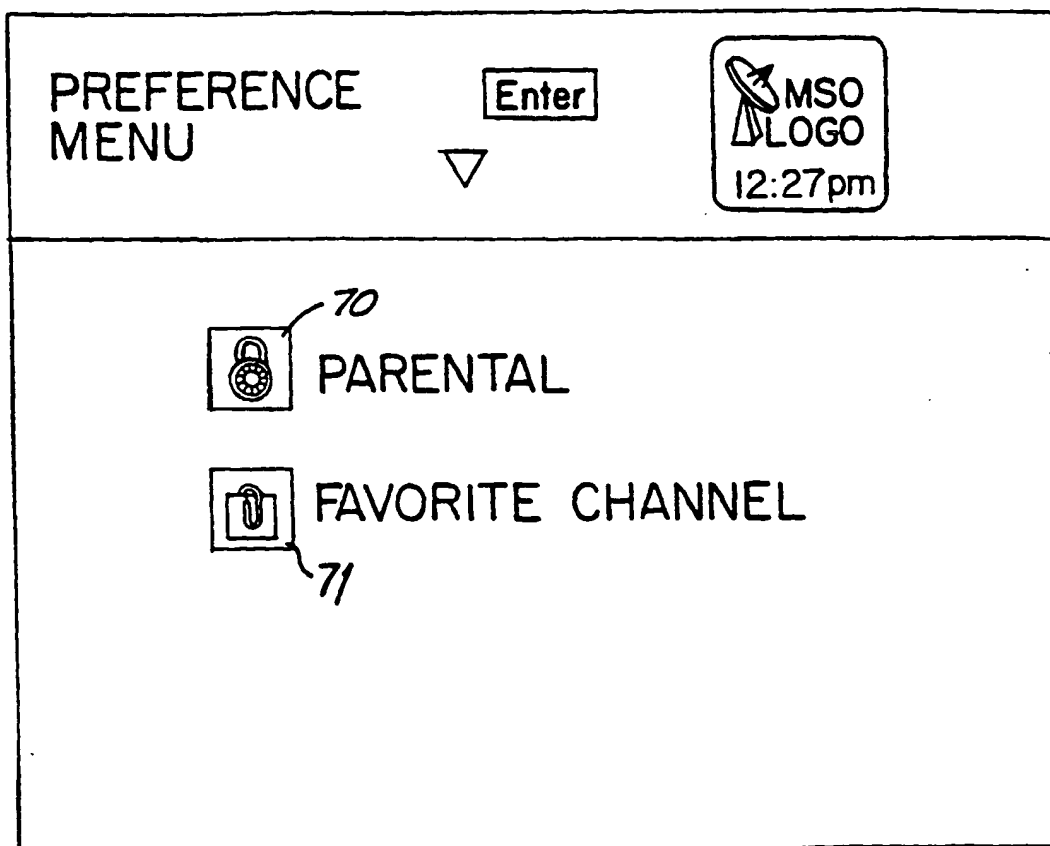 PREFERENCE
MENU
Enter
MSO
LOGO
12:27pm
70
PARENTAL
FAVORITE CHANNEL
71